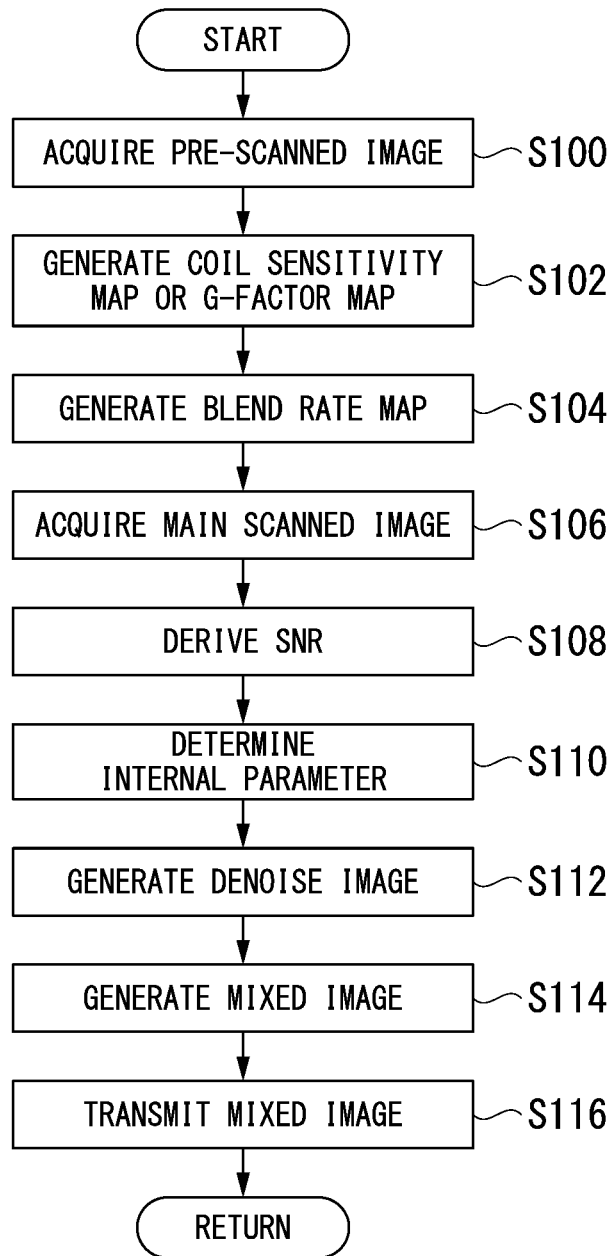 START
ACQUIRE PRE-SCANNED IMAGE
S100
GENERATE COIL SENSITIVITY
MAP OR G-FACTOR MAP
S102
GENERATE BLEND RATE MAP
S104
ACQUIRE MAIN SCANNED IMAGE
S106
DERIVE SNR
S108
DETERMINE
INTERNAL PARAMETER
S110
GENERATE DENOISE IMAGE
S112
GENERATE MIXED IMAGE
S114
TRANSMIT MIXED IMAGE
S116
RETURN